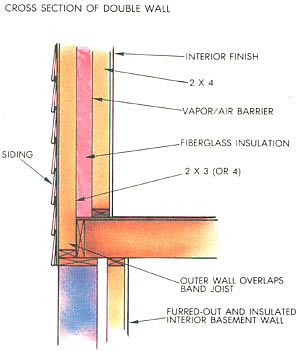 CROSS SECTION OF DOUBLE WALL
INTERIOR FINISH
2 X 4
VAPOR/AIR BARRIER
FIBERGLASS INSULATION
SIDING
2 X 3 (OR 4)
OUTER WALL OVERLAPS
BAND JOIST
FURRED-OUT AND INSULATED
INTERIOR BASEMENT WALL